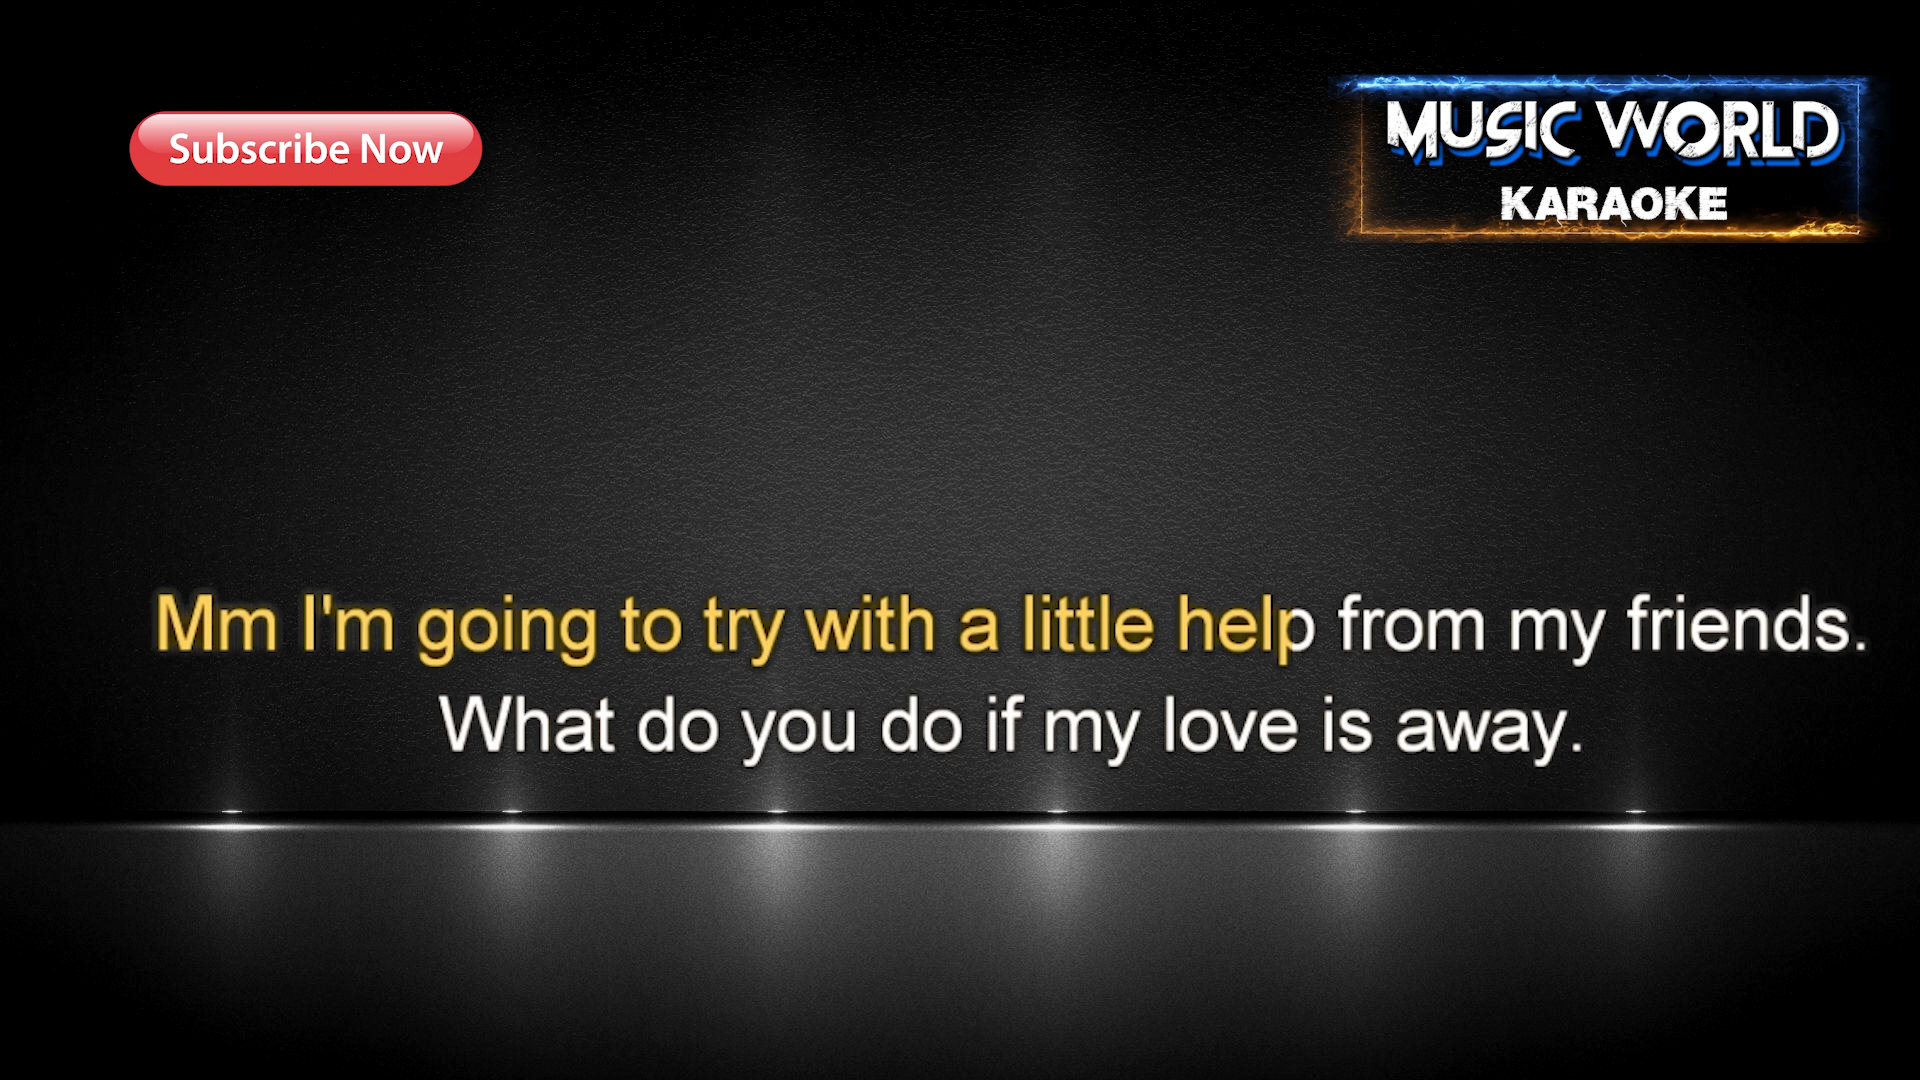 Subscribe Now
MUSIC WORLD
KARAOKE
Mm I'm going to try with a little help from my friends.
What do you do if my love is away.